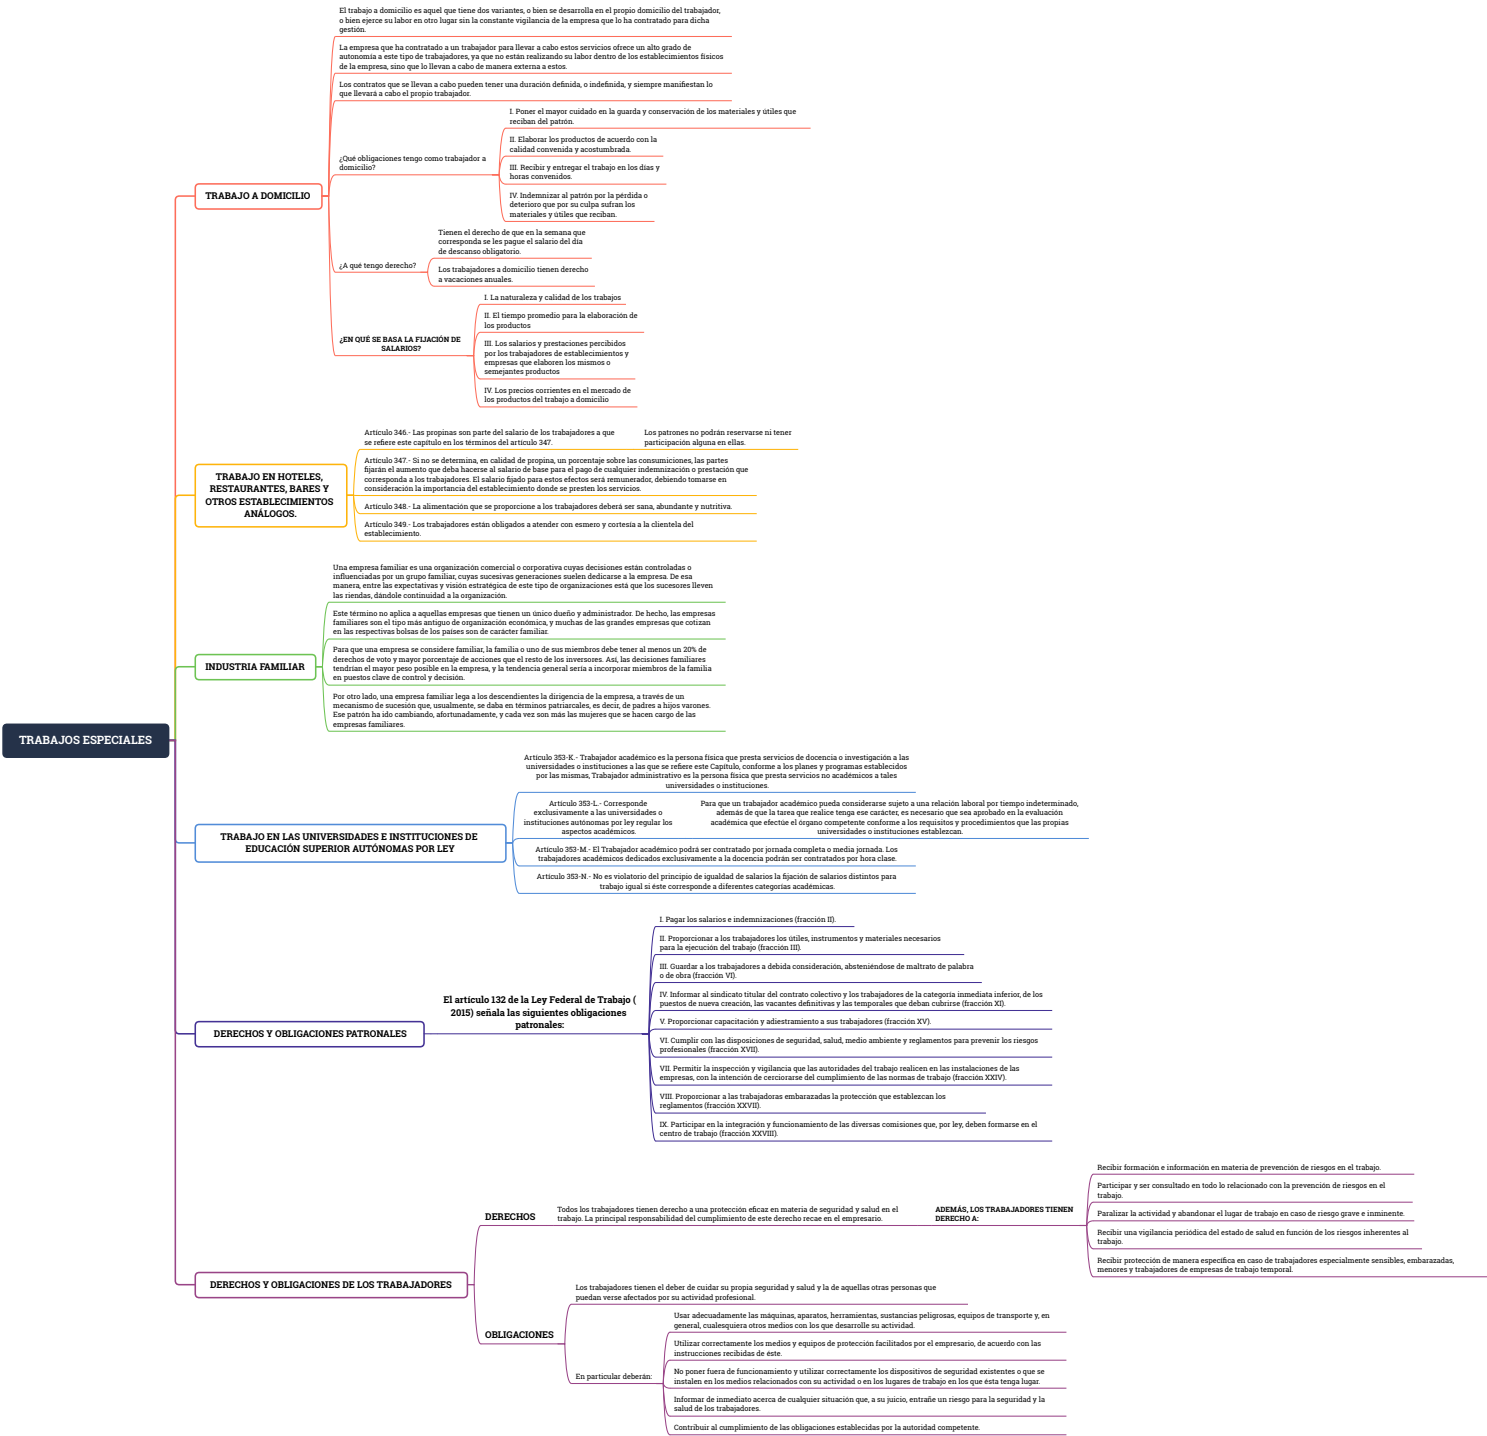 El trabajo a domicilio es aquel que tiene dos variantes, o bien se desarrolla en el propio domicilio del trabajador,
o bien ejerce su labor en otro lugar sin la constante vigilancia de la empresa que lo ha contratado para dicha
gestión.
La empresa que ha contratado a un trabajador para llevar a cabo estos servicios ofrece un alto grado de
autonomía a este tipo de trabajadores, ya que no están realizando su labor dentro de los establecimientos físicos
de la empresa, sino que lo llevan a cabo de manera externa a estos.
Los contratos que se llevan a cabo pueden tener una duración definida, o indefinida, y siempre manifiestan lo
que llevará a cabo el propio trabajador.
I. Poner el mayor cuidado en la guarda y conservación de los materiales y útiles que
reciban del patrón.
II. Elaborar los productos de acuerdo con la
calidad convenida y acostumbrada.
¿Qué obligaciones tengo como trabajador a
domicilio?
III. Recibir y entregar el trabajo en los días y
horas convenidos.
IV. Indemnizar al patrón por la pérdida o
deterioro que por su culpa sufran los
materiales y útiles que reciban.
TRABAJO A DOMICILIO
Tienen el derecho de que en la semana que
corresponda se les pague el salario del día
de descanso obligatorio.
¿A qué tengo derecho?
Los trabajadores a domicilio tienen derecho
a vacaciones anuales.
I. La naturaleza y calidad de los trabajos
II. El tiempo promedio para la elaboración de
los productos
¿EN QUÉ SE BASA LA FIJACIÓN DE
SALARIOS?
III. Los salarios y prestaciones percibidos
por los trabajadores de establecimientos y
empresas que elaboren los mismos o
semejantes productos
IV. Los precios corrientes en el mercado de
los productos del trabajo a domicilio
Artículo 346.- Las propinas son parte del salario de los trabajadores a que
se refiere este capítulo en los términos del artículo 347.
Los patrones no podrán reservarse ni tener
participación alguna en ellas.
Artículo 347.- Si no se determina, en calidad de propina, un porcentaje sobre las consumiciones, las partes
fijarán el aumento que deba hacerse al salario de base para el pago de cualquier indemnización o prestación que
corresponda a los trabajadores. El salario fijado para estos efectos será remunerador, debiendo tomarse en
consideración la importancia del establecimiento donde se presten los servicios.
TRABAJO EN HOTELES,
RESTAURANTES, BARES Y
OTROS ESTABLECIMIENTOS
ANÁLOGOS.
Artículo 348.- La alimentación que se proporcione a los trabajadores deberá ser sana, abundante y nutritiva.
Artículo 349.- Los trabajadores están obligados a atender con esmero y cortesía a la clientela del
establecimiento.
Una empresa familiar es una organización comercial o corporativa cuyas decisiones están controladas o
influenciadas por un grupo familiar, cuyas sucesivas generaciones suelen dedicarse a la empresa. De esa
manera, entre las expectativas y visión estratégica de este tipo de organizaciones está que los sucesores lleven
las riendas, dándole continuidad a la organización.
Este término no aplica a aquellas empresas que tienen un único dueño y administrador. De hecho, las empresas
familiares son el tipo más antiguo de organización económica, y muchas de las grandes empresas que cotizan
en las respectivas bolsas de los países son de carácter familiar.
INDUSTRIA FAMILIAR
Para que una empresa se considere familiar, la familia o uno de sus miembros debe tener al menos un 20% de
derechos de voto y mayor porcentaje de acciones que el resto de los inversores. Así, las decisiones familiares
tendrían el mayor peso posible en la empresa, y la tendencia general sería a incorporar miembros de la familia
en puestos clave de control y decisión.
Por otro lado, una empresa familiar lega a los descendientes la dirigencia de la empresa, a través de un
mecanismo de sucesión que, usualmente, se daba en términos patriarcales, es decir, de padres a hijos varones.
Ese patrón ha ido cambiando, afortunadamente, y cada vez son más las mujeres que se hacen cargo de las
empresas familiares.
TRABAJOS ESPECIALES
Artículo 353-K.- Trabajador académico es la persona física que presta servicios de docencia o investigación a las
universidades o instituciones a las que se refiere este Capítulo, conforme a los planes y programas establecidos
por las mismas, Trabajador administrativo es la persona física que presta servicios no académicos a tales
universidades o instituciones.
Artículo 353-L.- Corresponde
exclusivamente a las universidades o
instituciones autónomas por ley regular los
aspectos académicos.
Para que un trabajador académico pueda considerarse sujeto a una relación laboral por tiempo indeterminado,
además de que la tarea que realice tenga ese carácter, es necesario que sea aprobado en la evaluación
académica que efectúe el órgano competente conforme a los requisitos y procedimientos que las propias
universidades o instituciones establezcan.
TRABAJO EN LAS UNIVERSIDADES E INSTITUCIONES DE
EDUCACIÓN SUPERIOR AUTÓNOMAS POR LEY
Artículo 353-M.- El Trabajador académico podrá ser contratado por jornada completa o media jornada. Los
trabajadores académicos dedicados exclusivamente a la docencia podrán ser contratados por hora clase.
Artículo 353-N.- No es violatorio del principio de igualdad de salarios la fijación de salarios distintos para
trabajo igual si éste corresponde a diferentes categorías académicas.
I. Pagar los salarios e indemnizaciones (fracción II).
II. Proporcionar a los trabajadores los útiles, instrumentos y materiales necesarios
para la ejecución del trabajo (fracción III).
III. Guardar a los trabajadores a debida consideración, absteniéndose de maltrato de palabra
o de obra (fracción VI).
IV. Informar al sindicato titular del contrato colectivo y los trabajadores de la categoría inmediata inferior, de los
puestos de nueva creación, las vacantes definitivas y las temporales que deban cubrirse (fracción XI).
El artículo 132 de la Ley Federal de Trabajo (
2015) señala las siguientes obligaciones
patronales:
DERECHOS Y OBLIGACIONES PATRONALES
V. Proporcionar capacitación y adiestramiento a sus trabajadores (fracción XV).
VI. Cumplir con las disposiciones de seguridad, salud, medio ambiente y reglamentos para prevenir los riesgos
profesionales (fracción XVII).
VII. Permitir la inspección y vigilancia que las autoridades del trabajo realicen en las instalaciones de las
empresas, con la intención de cerciorarse del cumplimiento de las normas de trabajo (fracción XXIV).
VIII. Proporcionar a las trabajadoras embarazadas la protección que establezcan los
reglamentos (fracción XXVII).
IX. Participar en la integración y funcionamiento de las diversas comisiones que, por ley, deben formarse en el
centro de trabajo (fracción XXVIII).
Recibir formación e información en materia de prevención de riesgos en el trabajo.
Participar y ser consultado en todo lo relacionado con la prevención de riesgos en el
trabajo.
DERECHOS
Todos los trabajadores tienen derecho a una protección eficaz en materia de seguridad y salud en el
trabajo. La principal responsabilidad del cumplimiento de este derecho recae en el empresario.
ADEMÁS, LOS TRABAJADORES TIENEN
DERECHO A:
Paralizar la actividad y abandonar el lugar de trabajo en caso de riesgo grave e inminente.
Recibir una vigilancia periódica del estado de salud en función de los riesgos inherentes al
trabajo.
Recibir protección de manera específica en caso de trabajadores especialmente sensibles, embarazadas,
menores y trabajadores de empresas de trabajo temporal.
DERECHOS Y OBLIGACIONES DE LOS TRABAJADORES
Los trabajadores tienen el deber de cuidar su propia seguridad y salud y la de aquellas otras personas que
puedan verse afectados por su actividad profesional.
OBLIGACIONES
Usar adecuadamente las máquinas, aparatos, herramientas, sustancias peligrosas, equipos de transporte y, en
general, cualesquiera otros medios con los que desarrolle su actividad.
Utilizar correctamente los medios y equipos de protección facilitados por el empresario, de acuerdo con las
instrucciones recibidas de éste.
En particular deberán:
No poner fuera de funcionamiento y utilizar correctamente los dispositivos de seguridad existentes o que se
instalen en los medios relacionados con su actividad o en los lugares de trabajo en los que ésta tenga lugar.
Informar de inmediato acerca de cualquier situación que, a su juicio, entrañe un riesgo para la seguridad y la
salud de los trabajadores.
Contribuir al cumplimiento de las obligaciones establecidas por la autoridad competente.